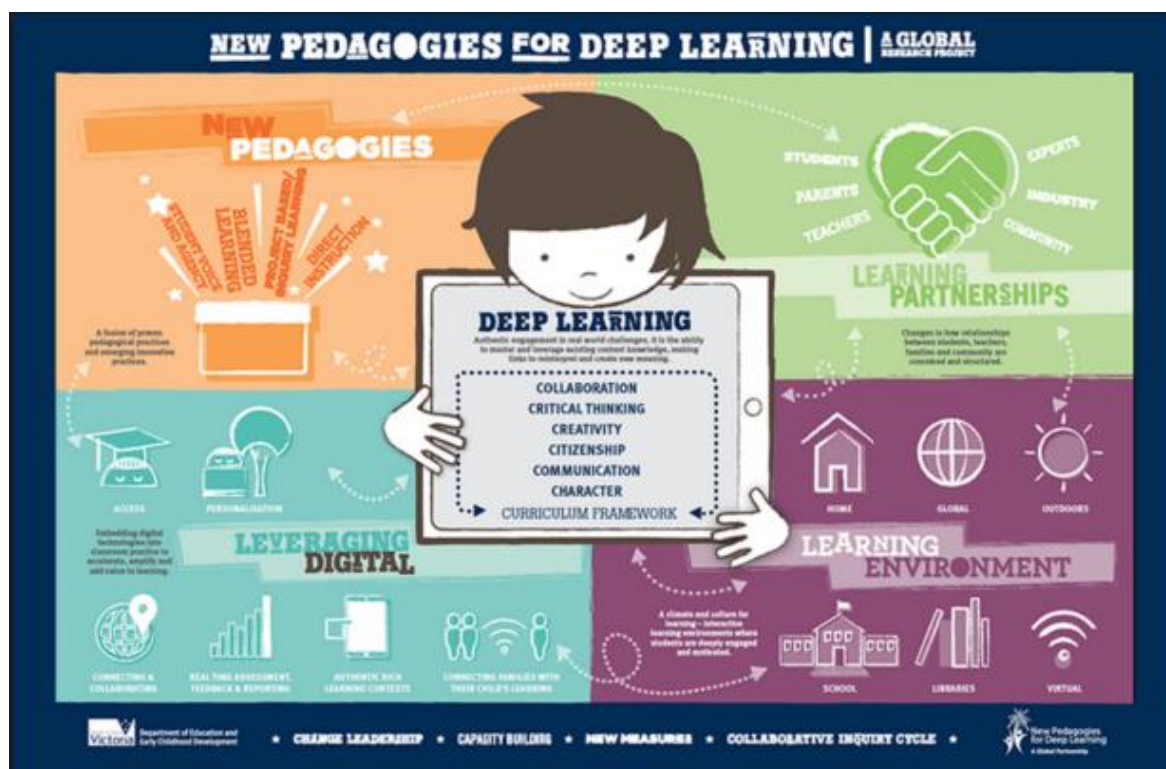 NEW PEDAGOGIES FOR DEEP LEARNING
A GLOBAL
RESEARCH PROJECT
NEW
PEDAGOGIES
STUDENT VOICE
AND AGENCY
BLENDED
LEARNING
PROJECT BASED/
INQUIRY LEARNING
DIRECT
INSTRUCTION
A fusion of proven
pedagogical practices
and emerging innovative
practices.
STUDENTS
PARENTS
TEACHERS
EXPERTS
INDUSTRY
COMMUNITY
LEARNING
PARTNERSHIPS
Changes in how relationships
between students, teachers,
families and community are
conceived and structured.
DEEP LEARNING
Authentic engagement in real world challenges, it is the ability
to master and leverage existing content knowledge, making
links to reinterpret and create new meaning.
COLLABORATION
CRITICAL THINKING
CREATIVITY
CITIZENSHIP
COMMUNICATION
CHARACTER
CURRICULUM FRAMEWORK
ACCESS
PERSONALISATION
Embedding digital
technologies into
classroom practice to
accelerate, amplify and
add value to learning.
LEVERAGING
DIGITAL
CONNECTING &
COLLABORATING
REAL TIME ASSESSMENT,
FEEDBACK & REPORTING
AUTHENTIC RICH
LEARNING CONTEXTS
CONNECTING FAMILIES WITH
THEIR CHILD'S LEARNING
HOME
GLOBAL
OUTDOORS
LEARNING
ENVIRONMENT
A climate and culture for
learning – interactive
learning environments where
students are deeply engaged
and motivated.
SCHOOL
LIBRARIES
VIRTUAL
Victoria
Department of Education and
Early Childhood Development
★ CHANGE LEADERSHIP ★ CAPACITY BUILDING ★ NEW MEASURES ★ COLLABORATIVE INQUIRY CYCLE ★
New Pedagogies
for Deep Learning
A Global Partnership